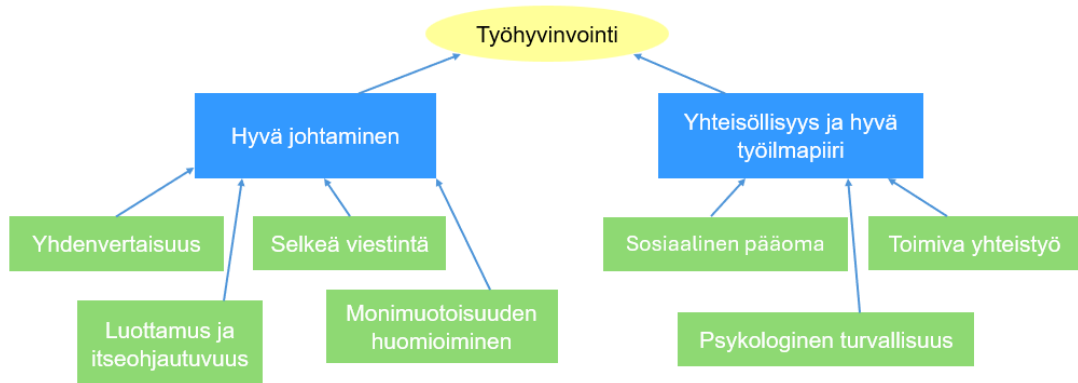 Työhyvinvointi
Hyvä johtaminen
Yhteisöllisyys ja hyvä
työilmapiiri
Yhdenvertaisuus
Selkeä viestintä
Sosiaalinen pääoma
Toimiva yhteistyö
Luottamus ja
itseohjautuvuus
Monimuotoisuuden
huomioiminen
Psykologinen turvallisuus